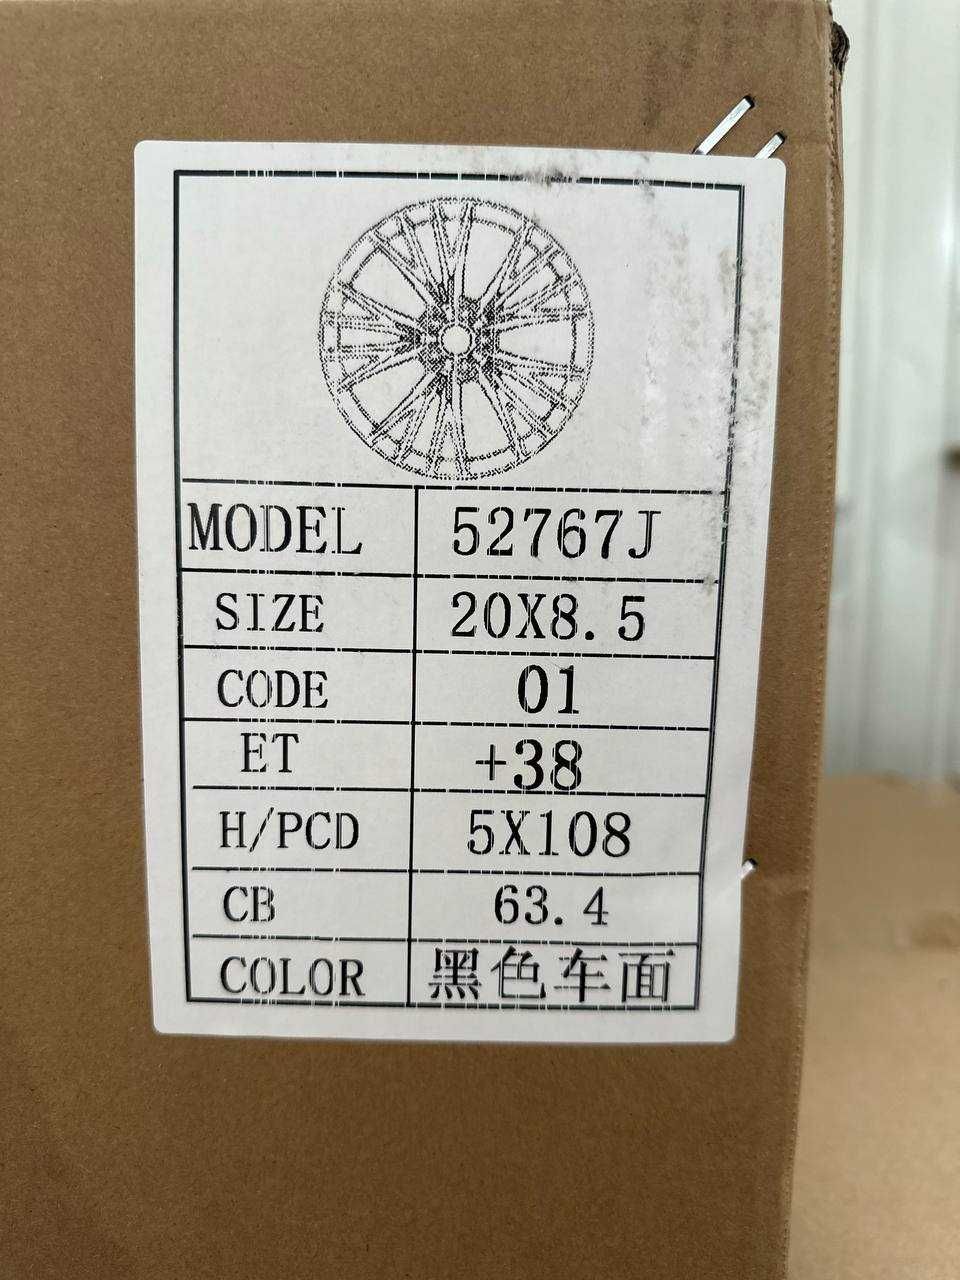 MODEL 52767J
SIZE 20X8.5
CODE 01
ET +38
H/PCD 5X108
CB 63.4
COLOR 黑色车面